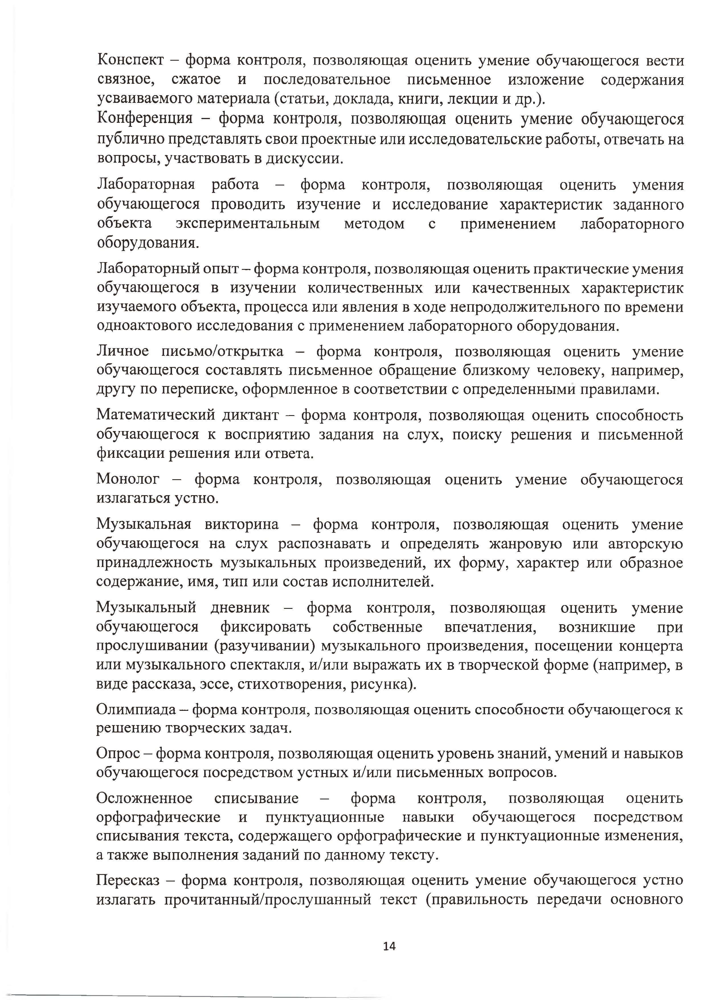 Конспект – форма контроля, позволяющая оценить умение обучающегося вести
связное, сжатое и последовательное письменное изложение содержания
усваиваемого материала (статьи, доклада, книги, лекции и др.).
Конференция – форма контроля, позволяющая оценить умение обучающегося
публично представлять свои проектные или исследовательские работы, отвечать на
вопросы, участвовать в дискуссии.
Лабораторная работа – форма контроля, позволяющая оценить умения
обучающегося проводить изучение и исследование характеристик заданного
объекта экспериментальным методом с применением лабораторного
оборудования.
Лабораторный опыт – форма контроля, позволяющая оценить практические умения
обучающегося в изучении количественных или качественных характеристик
изучаемого объекта, процесса или явления в ходе непродолжительного по времени
одноактового исследования с применением лабораторного оборудования.
Личное письмо/открытка – форма контроля, позволяющая оценить умение
обучающегося составлять письменное обращение близкому человеку, например,
другу по переписке, оформленное в соответствии с определенными правилами.
Математический диктант – форма контроля, позволяющая оценить способность
обучающегося к восприятию задания на слух, поиску решения и письменной
фиксации решения или ответа.
Монолог – форма контроля, позволяющая оценить умение обучающегося
излагаться устно.
Музыкальная викторина – форма контроля, позволяющая оценить умение
обучающегося на слух распознавать и определять жанровую или авторскую
принадлежность музыкальных произведений, их форму, характер или образное
содержание, имя, тип или состав исполнителей.
Музыкальный дневник – форма контроля, позволяющая оценить умение
обучающегося фиксировать собственные впечатления, возникшие при
прослушивании (разучивании) музыкального произведения, посещении концерта
или музыкального спектакля, и/или выражать их в творческой форме (например, в
виде рассказа, эссе, стихотворения, рисунка).
Олимпиада – форма контроля, позволяющая оценить способности обучающегося к
решению творческих задач.
Опрос – форма контроля, позволяющая оценить уровень знаний, умений и навыков
обучающегося посредством устных и/или письменных вопросов.
Осложненное списывание – форма контроля, позволяющая оценить
орфографические и пунктуационные навыки обучающегося посредством
списывания текста, содержащего орфографические и пунктуационные изменения,
а также выполнения заданий по данному тексту.
Пересказ – форма контроля, позволяющая оценить умение обучающегося устно
излагать прочитанный/прослушанный текст (правильность передачи основного
14